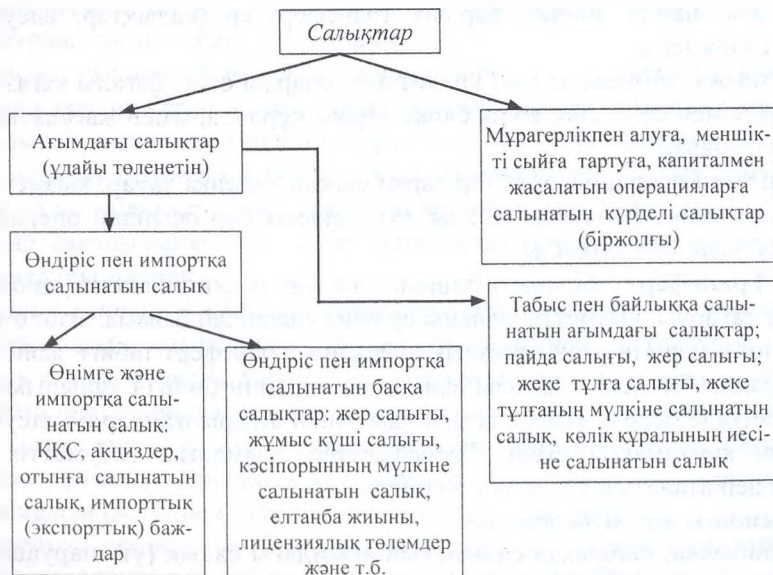 Салықтар
Ағымдағы салықтар
(ұдайы төленетін)
Мұрагерлікпен алуға, меншік-
ті сыйға тартуға, капиталмен
жасалатын операцияларға
салынатын күрделі салықтар
(біржолғы)
Өндіріс пен импортқа
салынатын салық
Табыс пен байлыққа салы-
натын ағымдағы салықтар,
пайда салығы; жер салығы;
жеке тұлға салығы, жеке
тұлғаның мүлкіне салынатын
салық, көлік құралының иесі-
не салынатын салық
Өнімге және
импортқа салы-
натын салық:
ҚҚС, акциздер,
отынға салынатын
салық, импорттық
(экспорттық) баж-
дар
Өндіріс пен импортқа
салынатын басқа
салықтар: жер салығы,
жұмыс күші салығы,
кәсіпорынның мүлкіне
салынатын салық,
елтаңба жиыны,
лицензиялық төлемдер
және т.б.